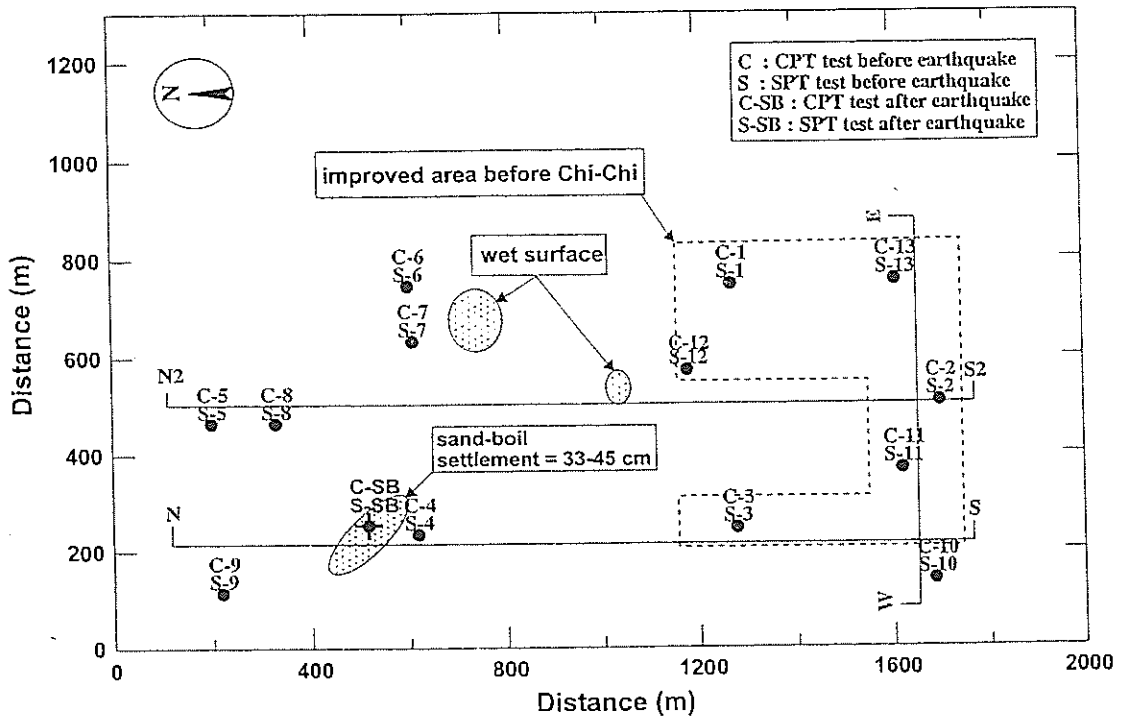 1200
1000
800
600
400
200
0
Distance (m)
N
C : CPT test before earthquake
S : SPT test before earthquake
C-SB : CPT test after earthquake
S-SB : SPT test after earthquake
improved area before Chi-Chi
wet surface
C-6
S-6
C-7
S-7
C-1
S-1
E
C-13
S-13
C-12
S-12
N2
C-5
S-5
C-8
S-8
C-2
S-2
S2
sand-boil
settlement = 33-45 cm
C-11
S-11
C-SB
S-SB
C-4
S-4
C-3
S-3
N
S
C-9
S-9
C-10
S-10
W
0
400
800
1200
1600
2000
Distance (m)